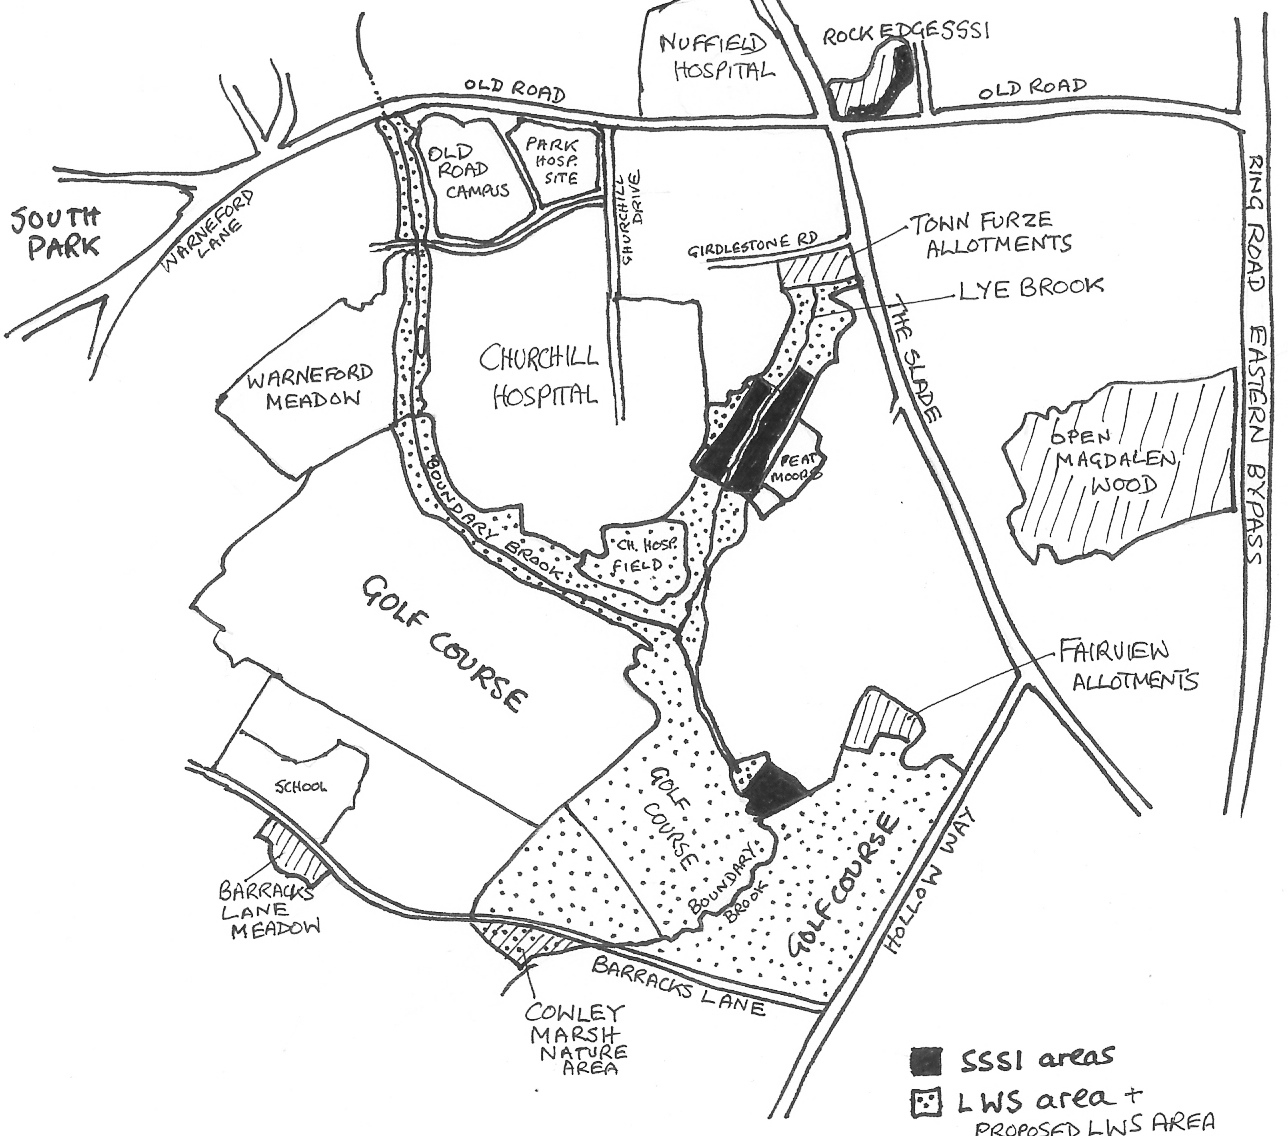 NUFFIELD
HOSPITAL
ROCK EDGE SSSI
OLD ROAD
OLD ROAD
OLD
ROAD
CAMPUS
PARK
HOSP.
SITE
CHURCHILL
DRIVE
SOUTH
PARK
WARNEFORD
LANE
GIRDLESTONE RD
TOWN FURZE
ALLOTMENTS
LYE BROOK
RING ROAD EASTERN BYPASS
THE SLADE
WARNEFORD
MEADOW
CHURCHILL
HOSPITAL
PEAT
MOORS
OPEN
MAGDALEN
WOOD
BOUNDARY BROOK
CH. HOSP.
FIELD
GOLF COURSE
FAIRVIEW
ALLOTMENTS
SCHOOL
GOLF
COURSE
GOLF COURSE
BOUNDARY
BROOK
HOLLOW WAY
BARRACKS
LANE
MEADOW
BARRACKS LANE
COWLEY
MARSH
NATURE
AREA
SSSI areas
LWS area +
PROPOSED LWS AREA